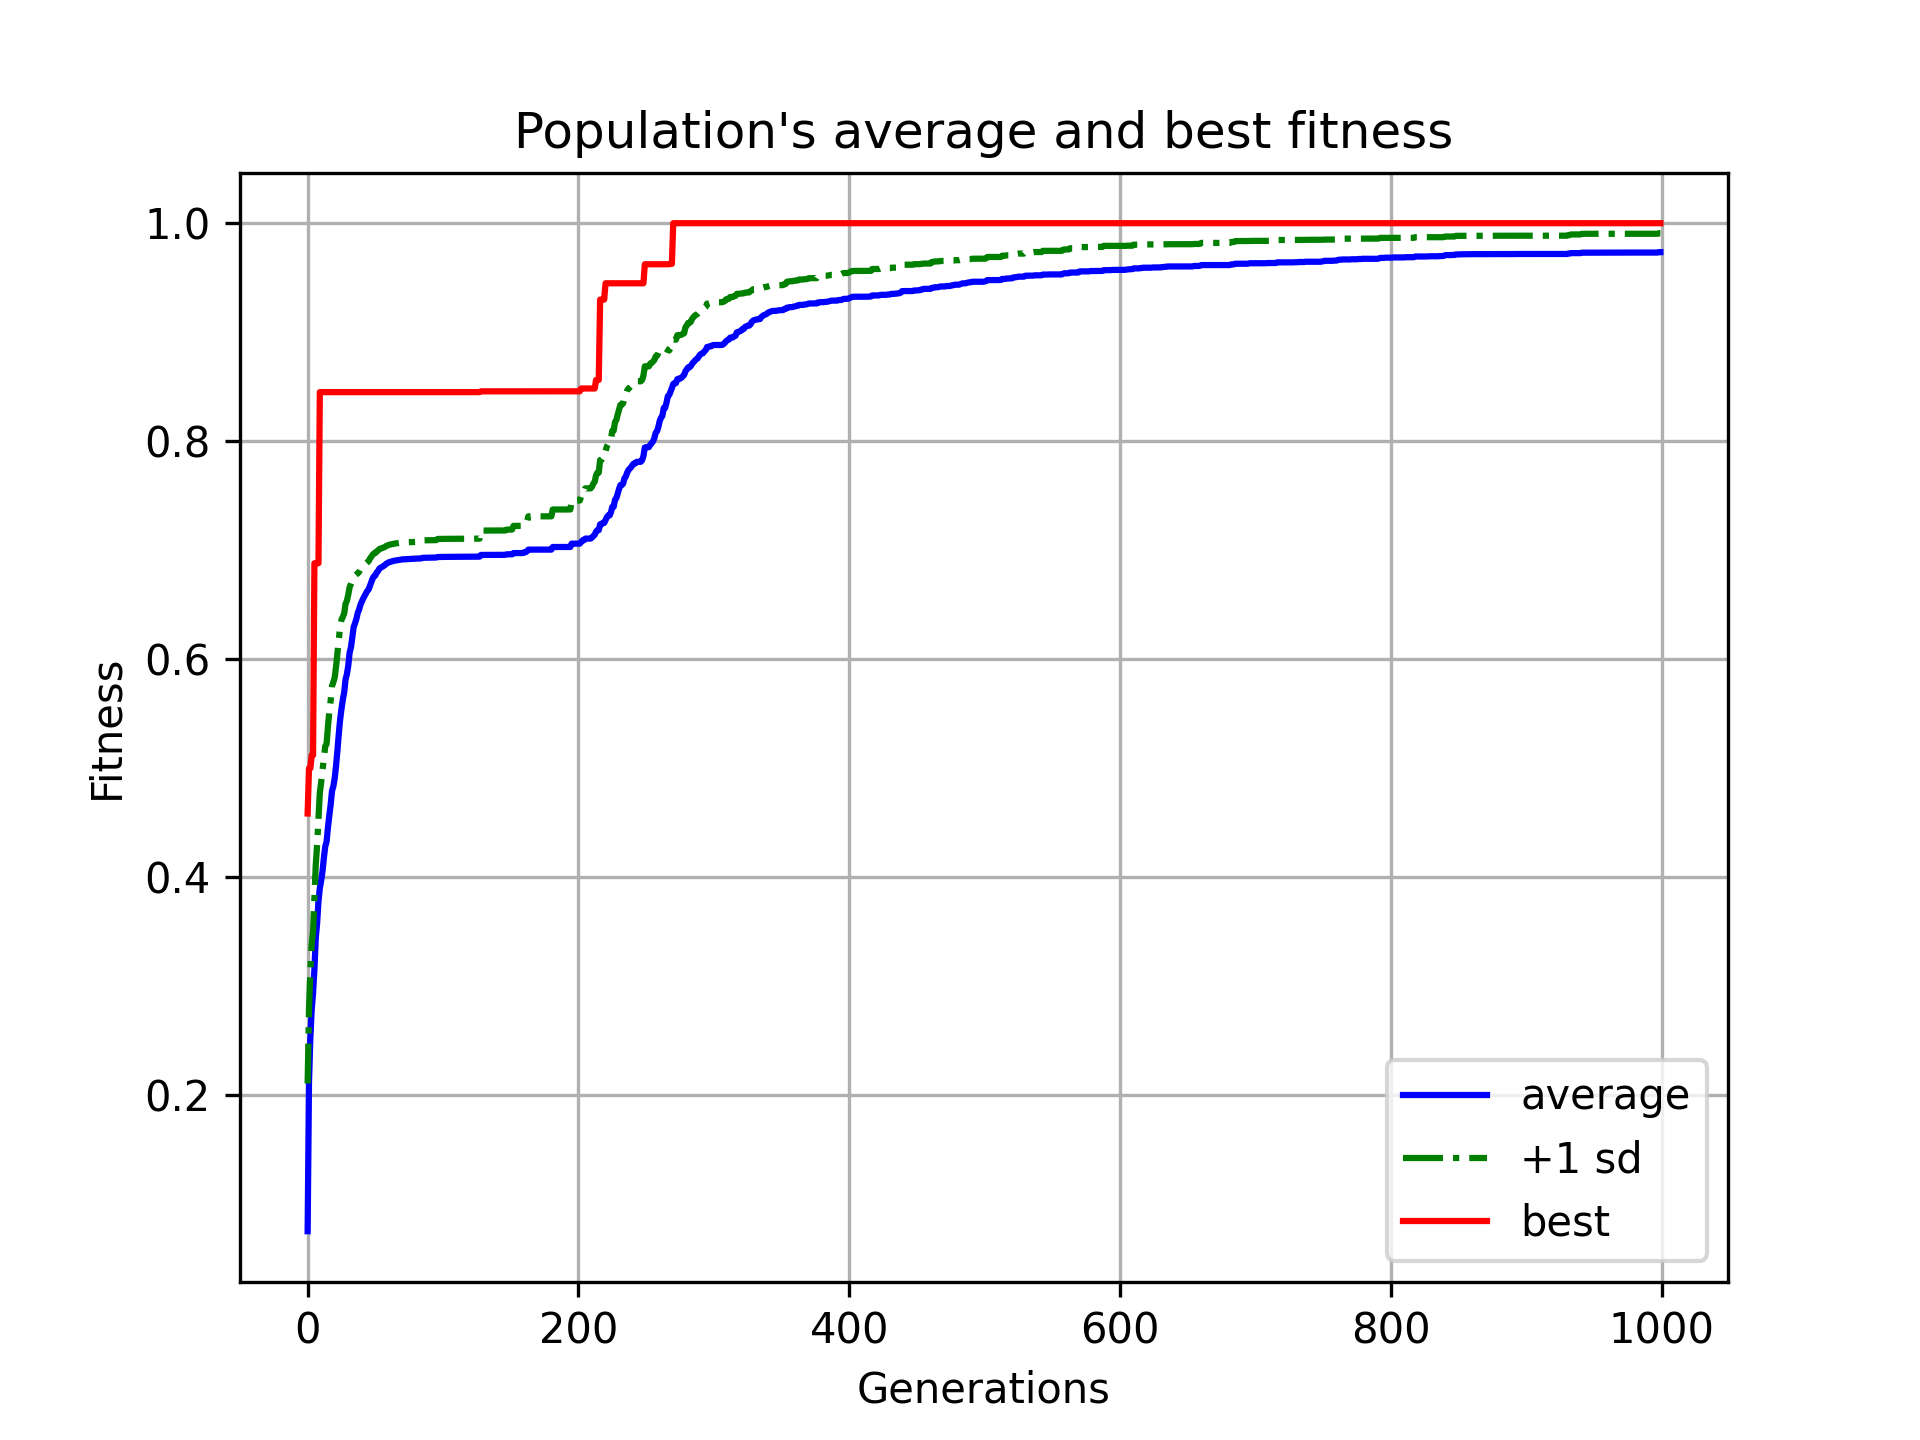 Population's average and best fitness
1.0
0.8
0.6
0.4
0.2
Fitness
average
+1 sd
best
0 200 400 600 800 1000
Generations